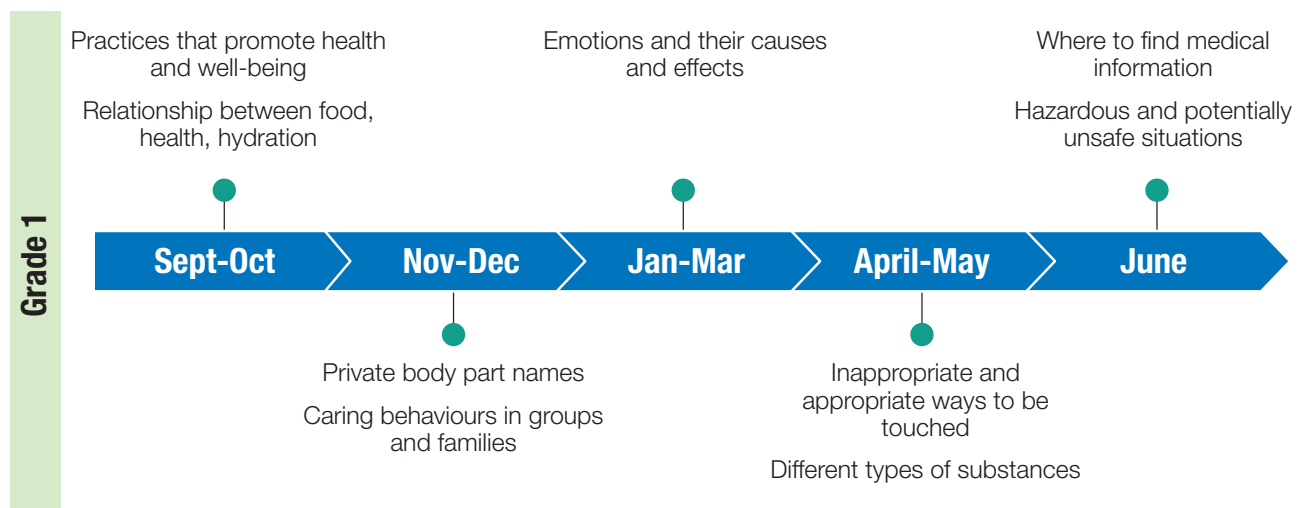 Grade 1
Practices that promote health
and well-being
Relationship between food,
health, hydration
Emotions and their causes
and effects
Where to find medical
information
Hazardous and potentially
unsafe situations
Sept-Oct
Nov-Dec
Jan-Mar
April-May
June
Private body part names
Caring behaviours in groups
and families
Inappropriate and
appropriate ways to be
touched
Different types of substances